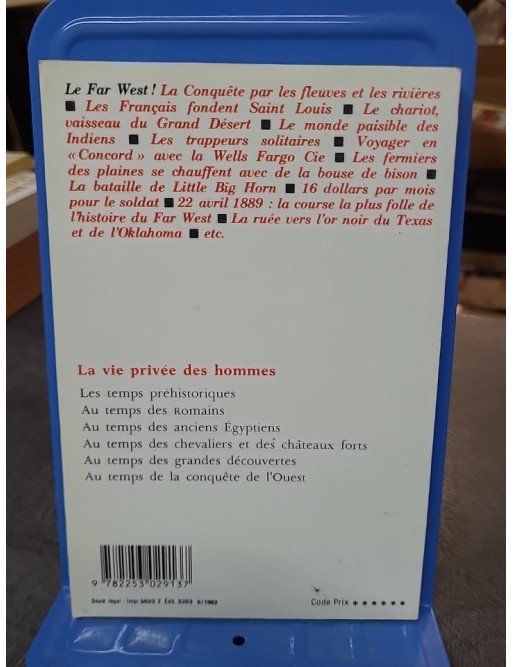 Le Far West ! La Conquête par les fleuves et les rivières
■ Les Français fondent Saint Louis ■ Le chariot,
vaisseau du Grand Désert ■ Le monde paisible des
Indiens ■ Les trappeurs solitaires ■ Voyager en
« Concord » avec la Wells Fargo Cie ■ Les fermiers
des plaines se chauffent avec de la bouse de bison ■
La bataille de Little Big Horn ■ 16 dollars par mois
pour le soldat ■ 22 avril 1889 : la course la plus folle de
l'histoire du Far West ■ La ruée vers l'or noir du Texas
et de l'Oklahoma ■ etc.
La vie privée des hommes
Les temps préhistoriques
Au temps des Romains
Au temps des anciens Égyptiens
Au temps des chevaliers et des châteaux forts
Au temps des grandes découvertes
Au temps de la conquête de l'Ouest
9 782253 029137
Dépôt légal : Impr. Édit.
Code Prix ✶ ✶ ✶ ✶ ✶ ✶